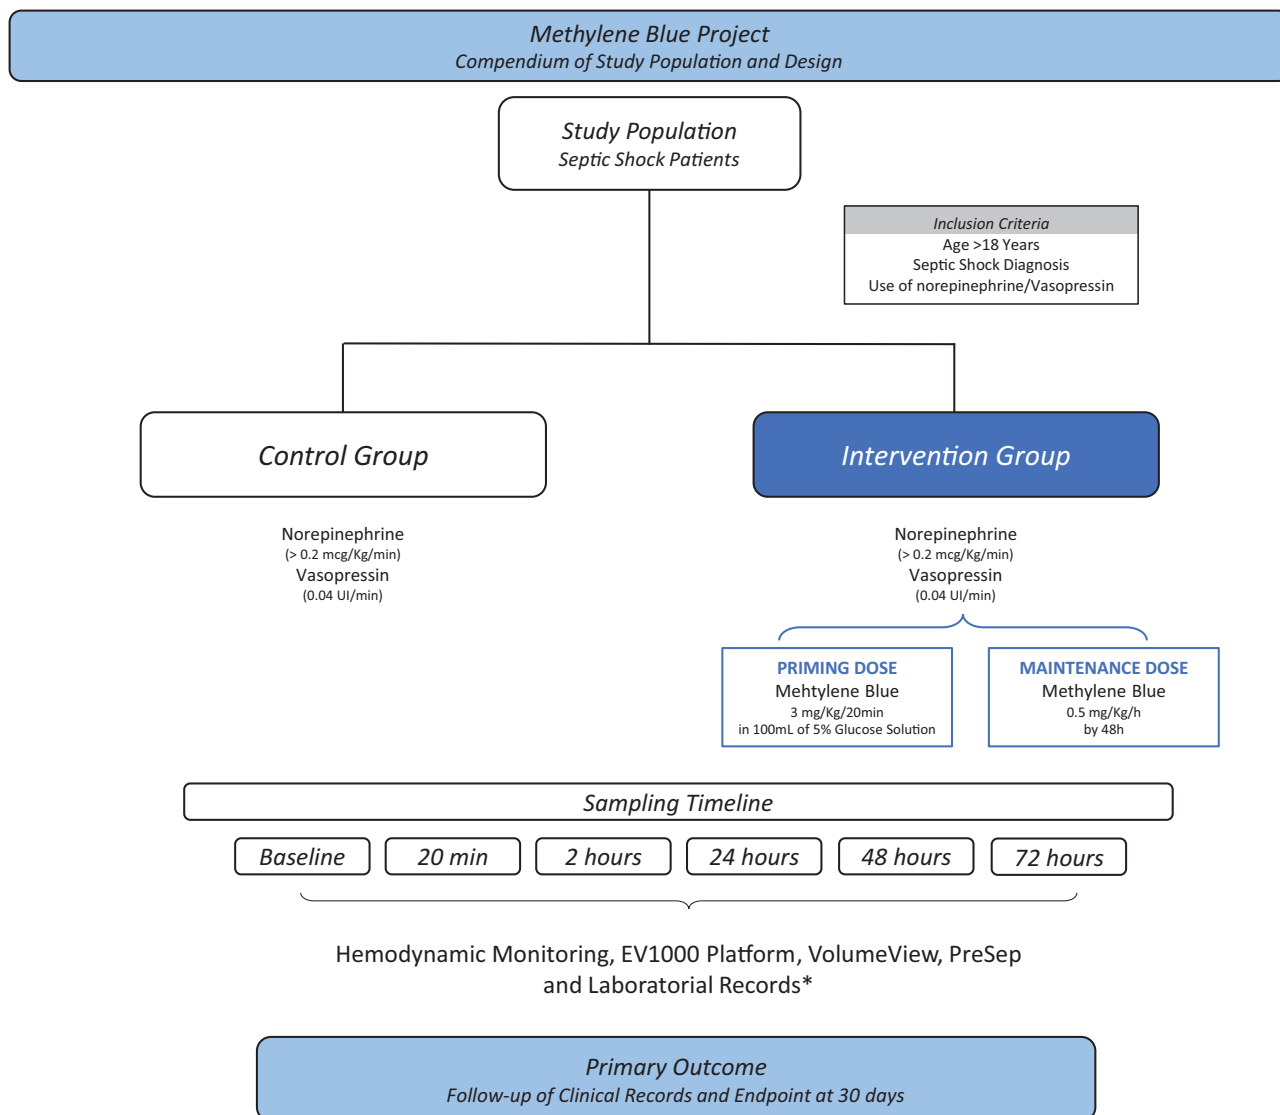 Methylene Blue Project
Compendium of Study Population and Design
Study Population
Septic Shock Patients
Inclusion Criteria
Age >18 Years
Septic Shock Diagnosis
Use of norepinephrine/Vasopressin
Control Group
Intervention Group
Norepinephrine
(> 0.2 mcg/Kg/min)
Vasopressin
(0.04 UI/min)
Norepinephrine
(> 0.2 mcg/Kg/min)
Vasopressin
(0.04 UI/min)
PRIMING DOSE
Mehtylene Blue
3 mg/Kg/20min
in 100mL of 5% Glucose Solution
MAINTENANCE DOSE
Methylene Blue
0.5 mg/Kg/h
by 48h
Sampling Timeline
Baseline
20 min
2 hours
24 hours
48 hours
72 hours
Hemodynamic Monitoring, EV1000 Platform, VolumeView, PreSep
and Laboratorial Records*
Primary Outcome
Follow-up of Clinical Records and Endpoint at 30 days